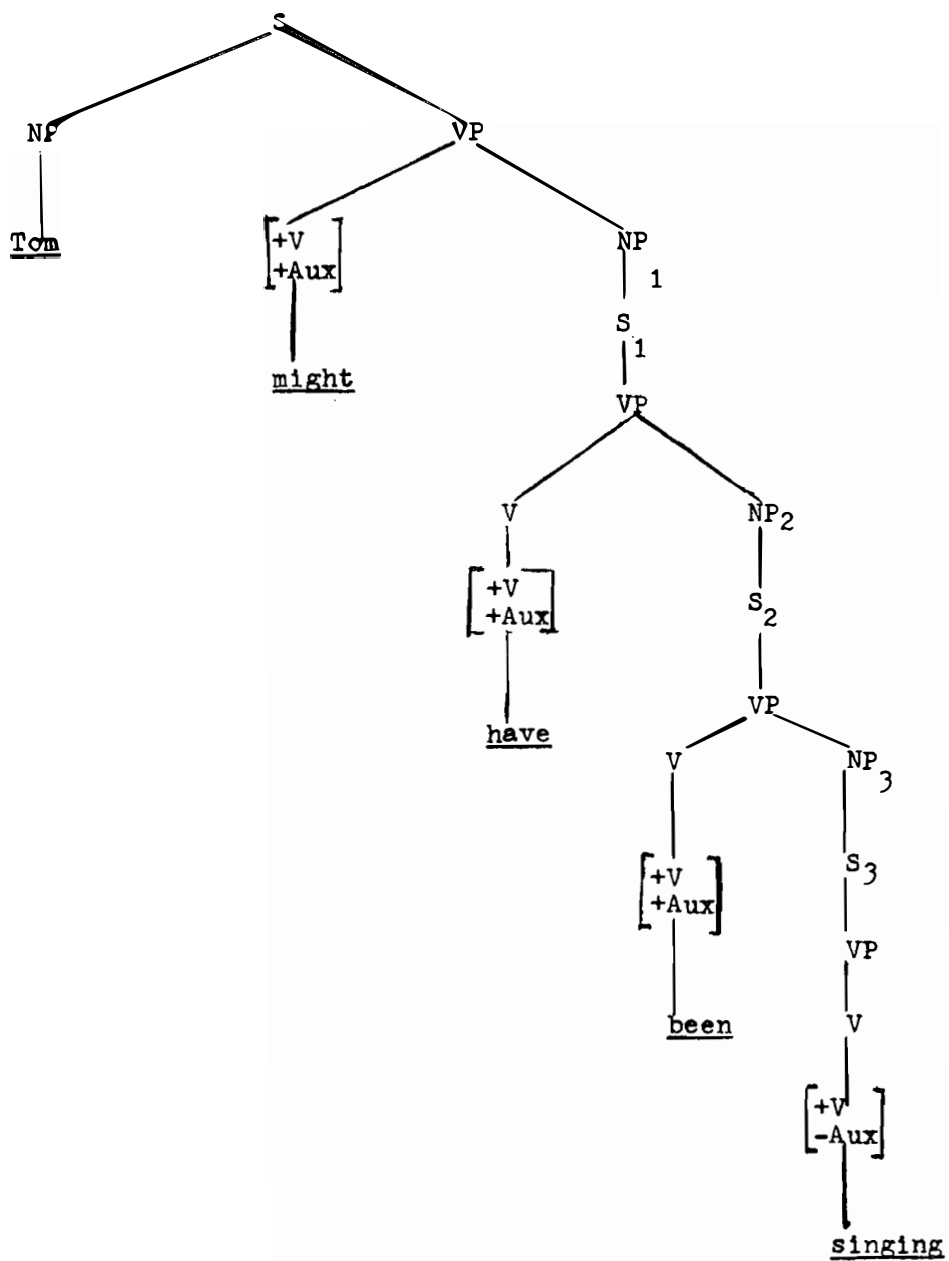 S
NP VP
Tom
[+V
+Aux]
NP
1
might
S
1
VP
V NP2
[+V
+Aux]
S2
have
VP
V NP3
[+V
+Aux]
S3
VP
been
V
[+V
-Aux]
singing